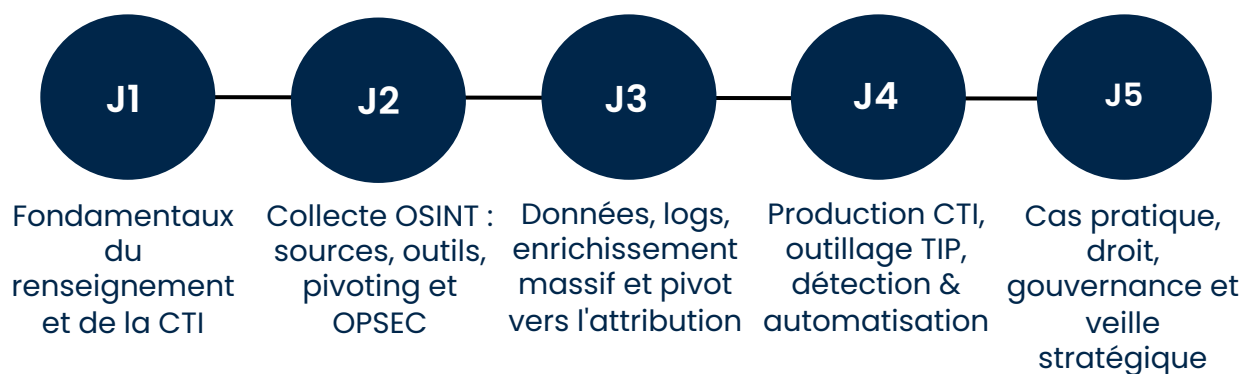 J1
J2
J3
J4
J5
Fondamentaux
du
renseignement
et de la CTI
Collecte OSINT :
sources, outils,
pivoting et
OPSEC
Données, logs,
enrichissement
massif et pivot
vers l'attribution
Production CTI,
outillage TIP,
détection &
automatisation
Cas pratique,
droit,
gouvernance et
veille
stratégique